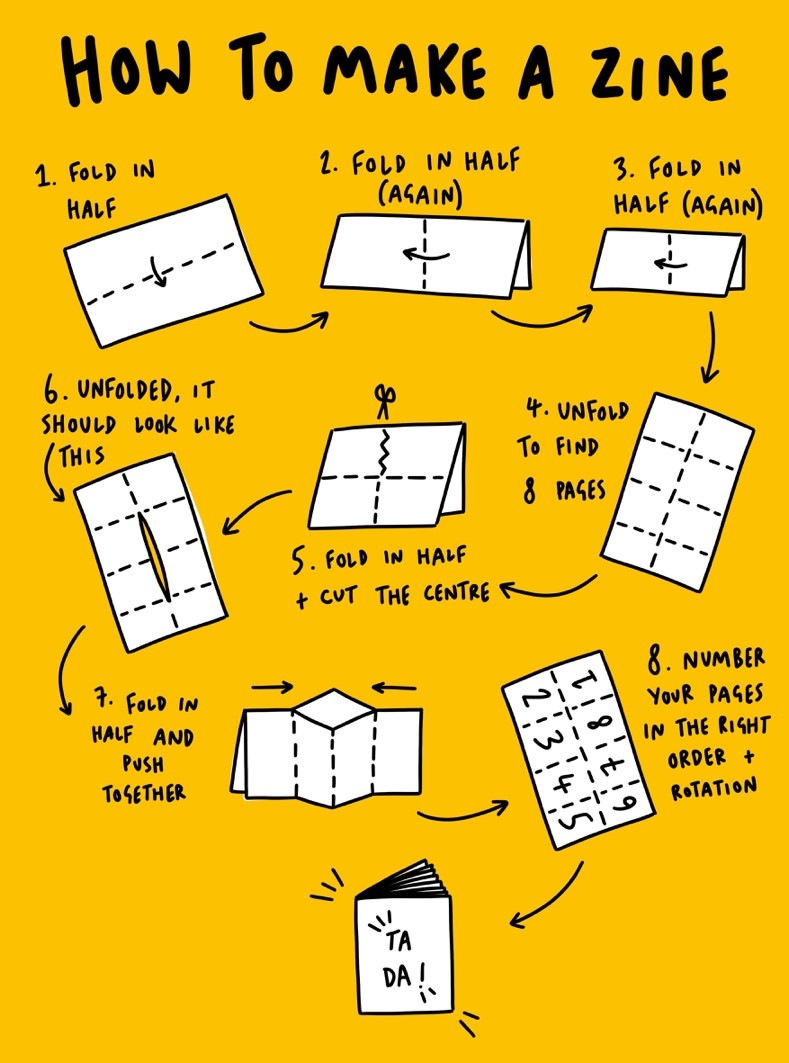 HOW TO MAKE A ZINE
1. FOLD IN
HALF
2. FOLD IN HALF
(AGAIN)
3. FOLD IN
HALF (AGAIN)
4. UNFOLD
TO FIND
8 PAGES
5. FOLD IN HALF
+ CUT THE CENTRE
6. UNFOLDED, IT
SHOULD LOOK LIKE
THIS
7. FOLD IN
HALF AND
PUSH
TOGETHER
8. NUMBER
YOUR PAGES
IN THE RIGHT
ORDER +
ROTATION
2 1
3 8
4 7
5 6
TA
DA!